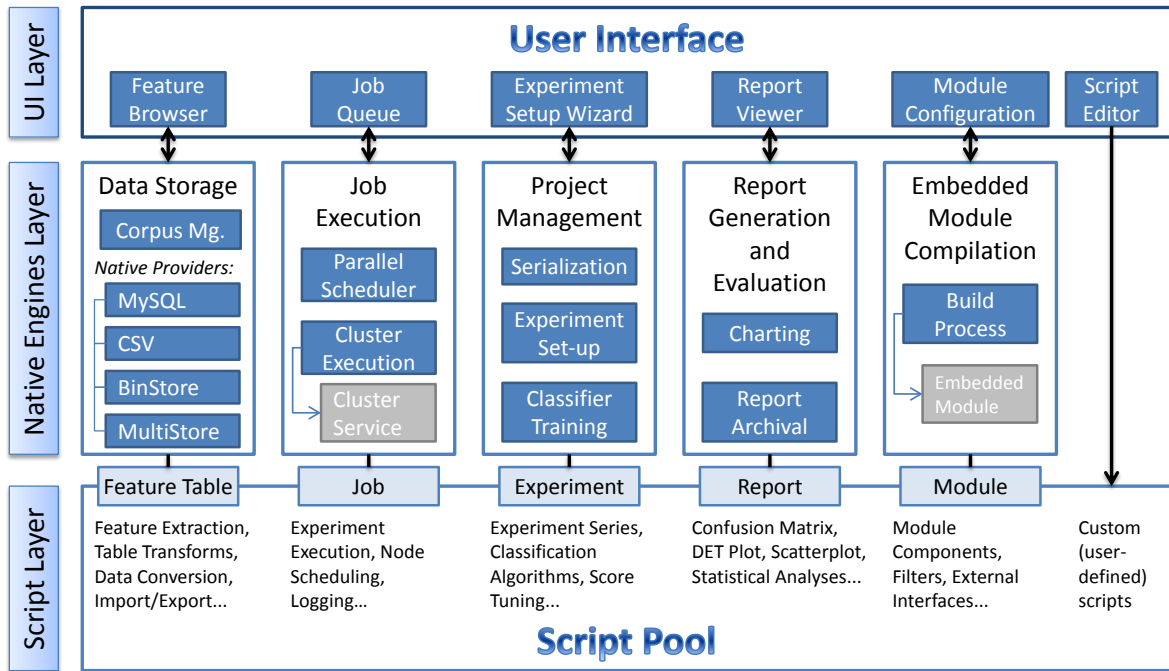 UI Layer
User Interface
Feature
Browser
Job
Queue
Experiment
Setup Wizard
Report
Viewer
Module
Configuration
Script
Editor
Native Engines Layer
Data Storage
Corpus Mg.
Native Providers:
MySQL
CSV
BinStore
MultiStore
Job
Execution
Parallel
Scheduler
Cluster
Execution
Cluster
Service
Project
Management
Serialization
Experiment
Set-up
Classifier
Training
Report
Generation
and
Evaluation
Charting
Report
Archival
Embedded
Module
Compilation
Build
Process
Embedded
Module
Script Layer
Feature Table
Feature Extraction,
Table Transforms,
Data Conversion,
Import/Export...
Job
Experiment
Execution, Node
Scheduling,
Logging...
Experiment
Experiment Series,
Classification
Algorithms, Score
Tuning...
Report
Confusion Matrix,
DET Plot, Scatterplot,
Statistical Analyses...
Module
Module
Components,
Filters, External
Interfaces...
Custom
(user-
defined)
scripts
Script Pool